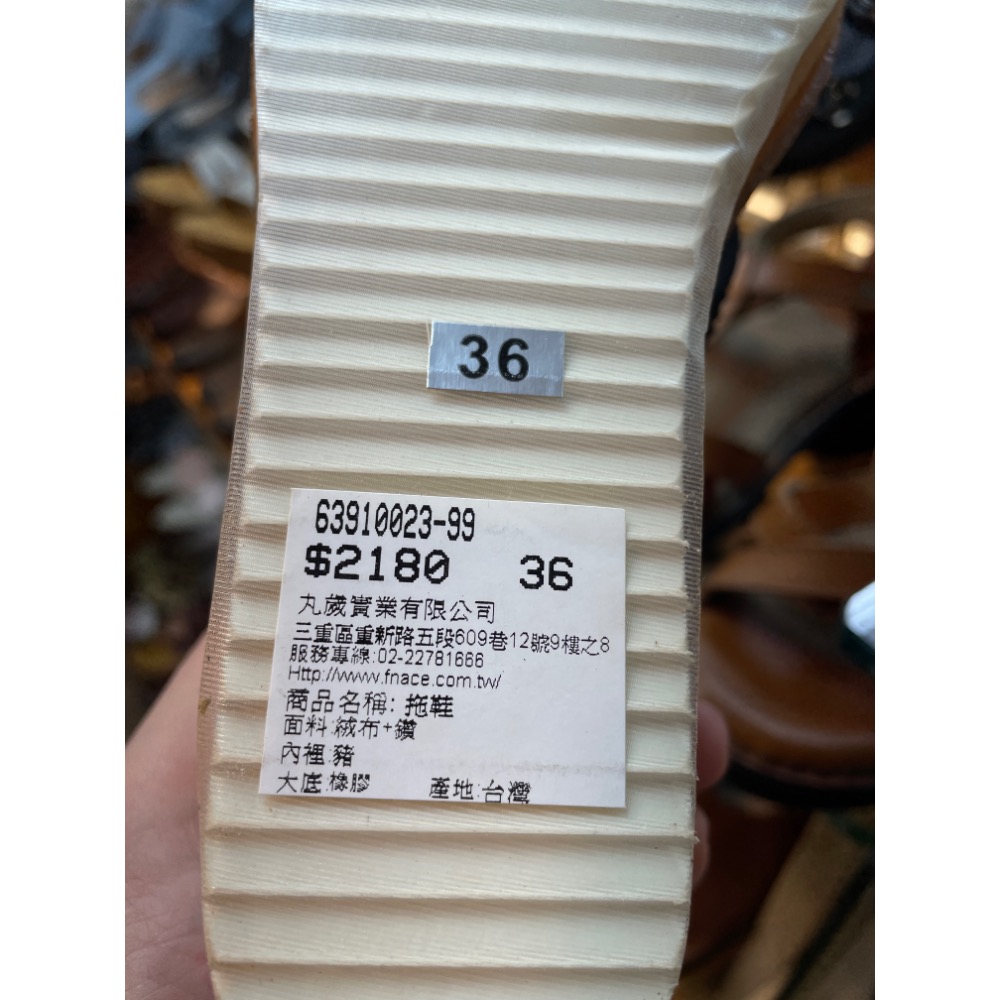 36
63910023-99
$2180 36
丸歲實業有限公司
三重區重新路五段609巷12號9樓之8
服務專線:02-22781666
Http://www.fnace.com.tw/
商品名稱: 拖鞋
面料:絨布+鑽
內裡:豬
大底:橡膠 產地:台灣